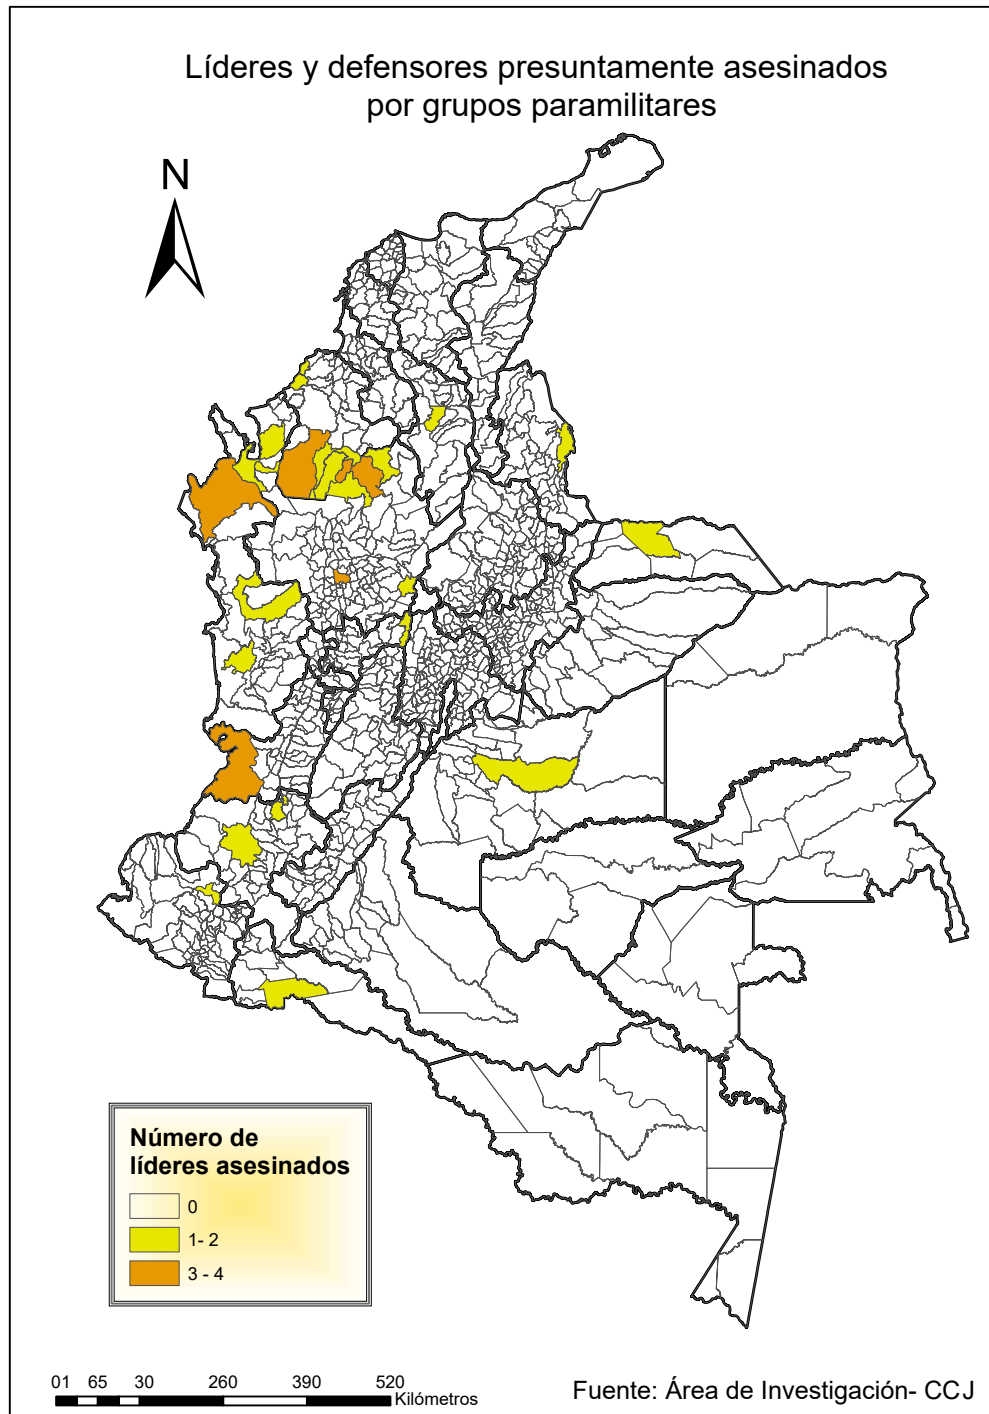 Líderes y defensores presuntamente asesinados
por grupos paramilitares
N
Número de
líderes asesinados
0
1- 2
3 - 4
01 65 30 260 390 520
Kilómetros
Fuente: Área de Investigación- CCJ